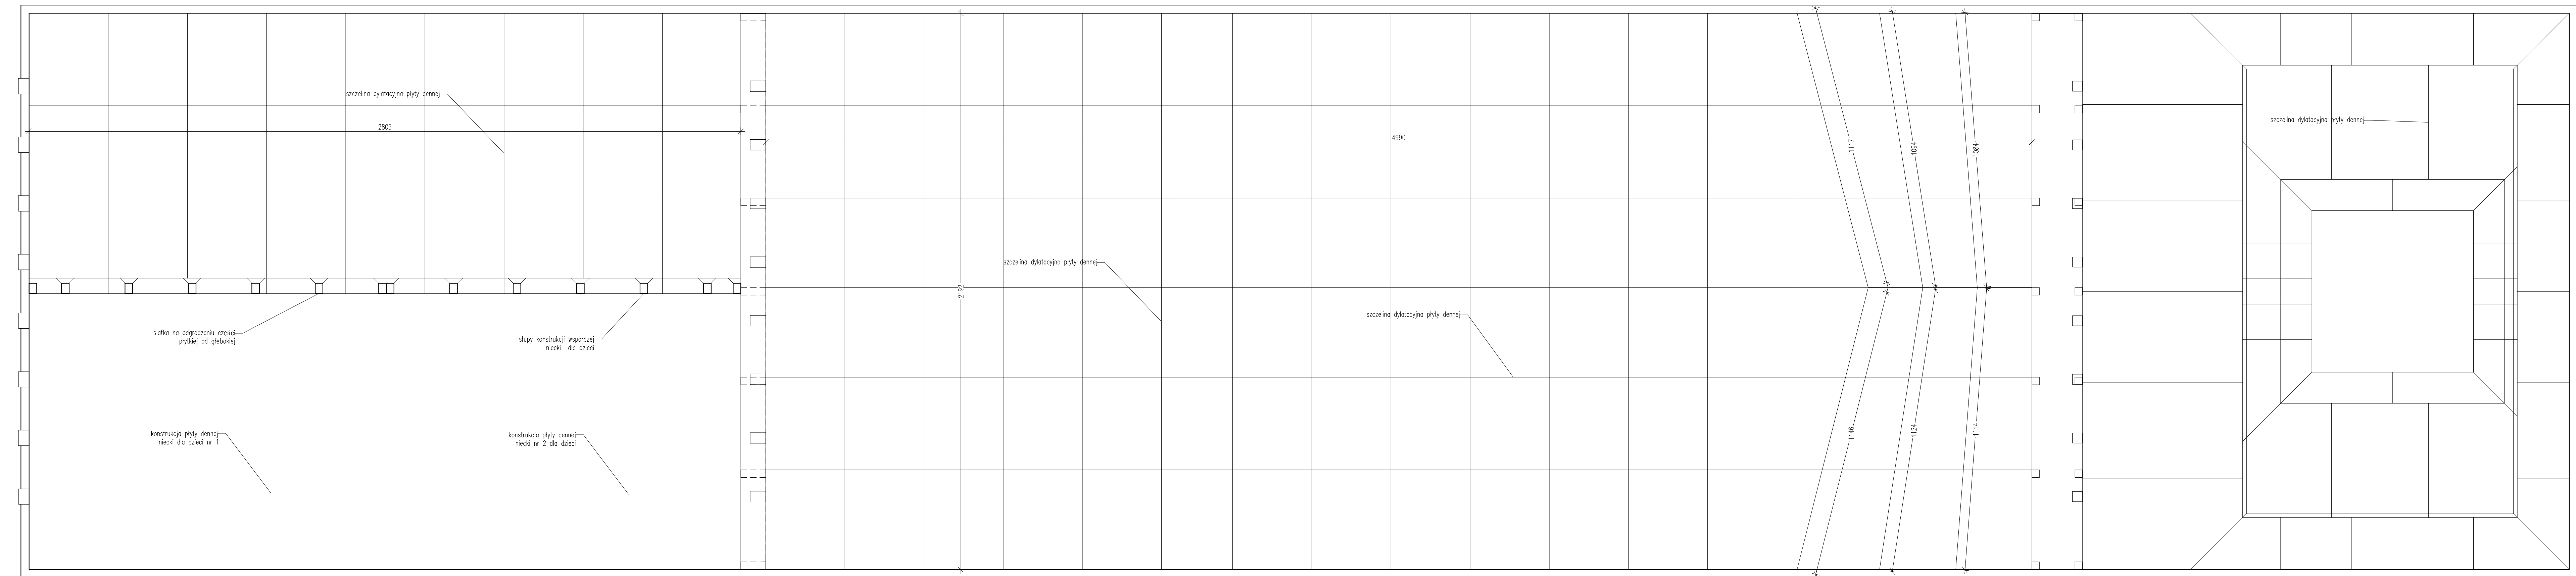 szczelina dylatacyjna płyty dennej
2805
4990
1117
1094
1084
szczelina dylatacyjna płyty dennej
szczelina dylatacyjna płyty dennej
2192
szczelina dylatacyjna płyty dennej
siatka na odgrodzeniu części
płytkiej od głębokiej
słupy konstrukcji wsporczej
niecki dla dzieci
konstrukcja płyty dennej
niecki dla dzieci nr 1
konstrukcja płyty dennej
niecki nr 2 dla dzieci
1146
1124
1114